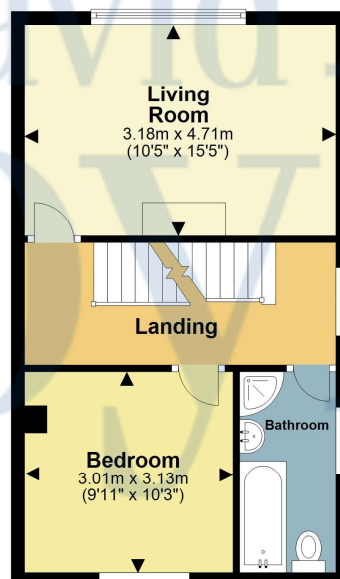 David
Living
Room
3.18m x 4.71m
(10'5" x 15'5")
Landing
Bathroom
Bedroom
3.01m x 3.13m
(9'11" x 10'3")